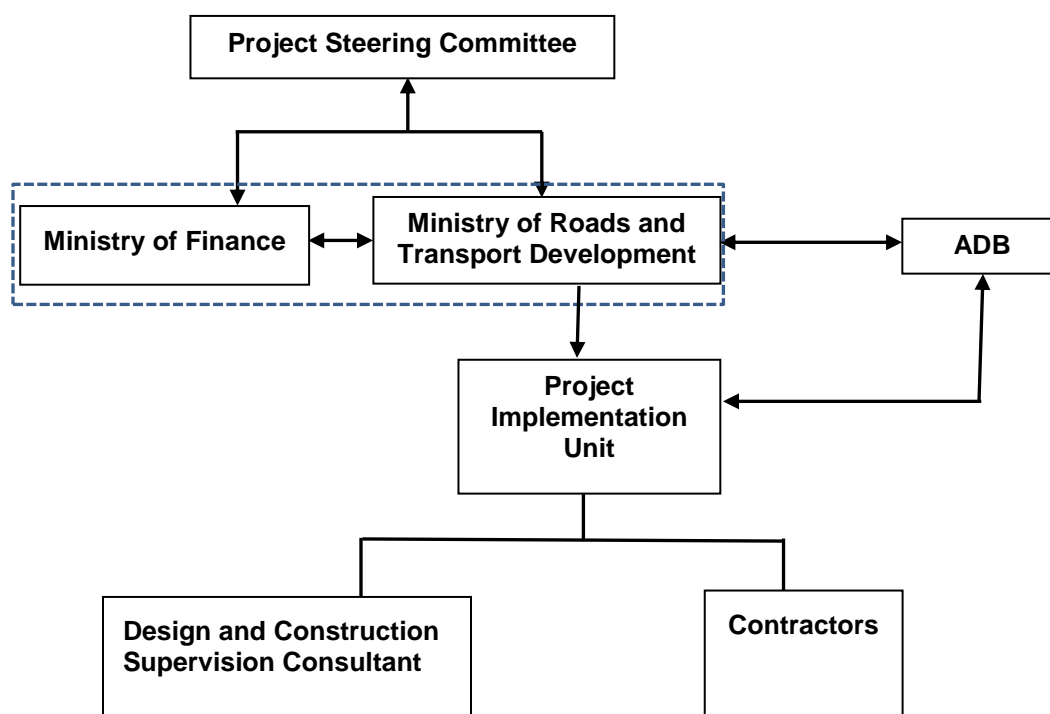 Project Steering Committee
Ministry of Finance
Ministry of Roads and
Transport Development
ADB
Project
Implementation
Unit
Design and Construction
Supervision Consultant
Contractors